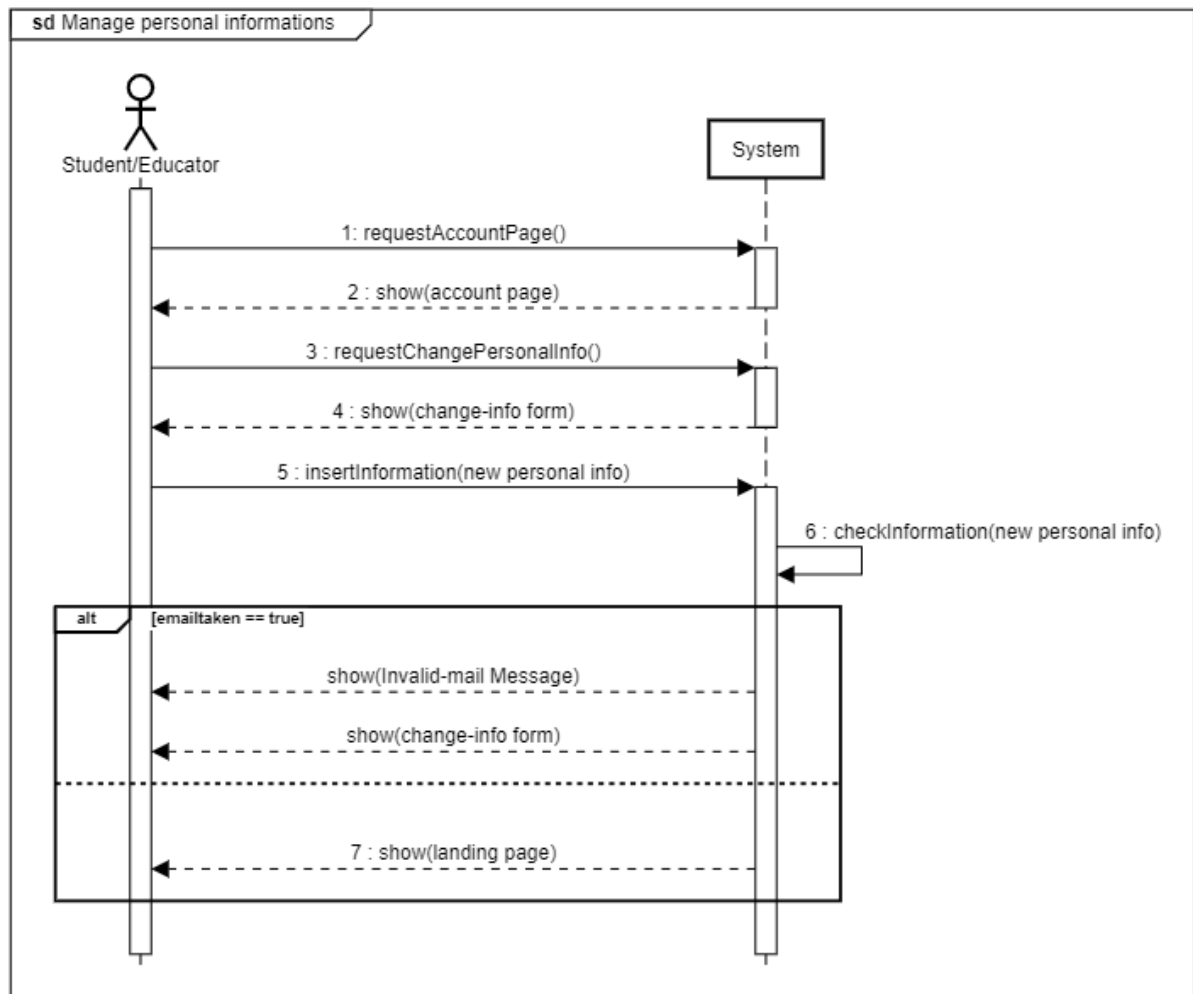 sd Manage personal informations
Student/Educator
System
1: requestAccountPage()
2 : show(account page)
3 : requestChangePersonalInfo()
4 : show(change-info form)
5 : insertInformation(new personal info)
6 : checkInformation(new personal info)
alt [emailtaken == true]
show(Invalid-mail Message)
show(change-info form)
7 : show(landing page)